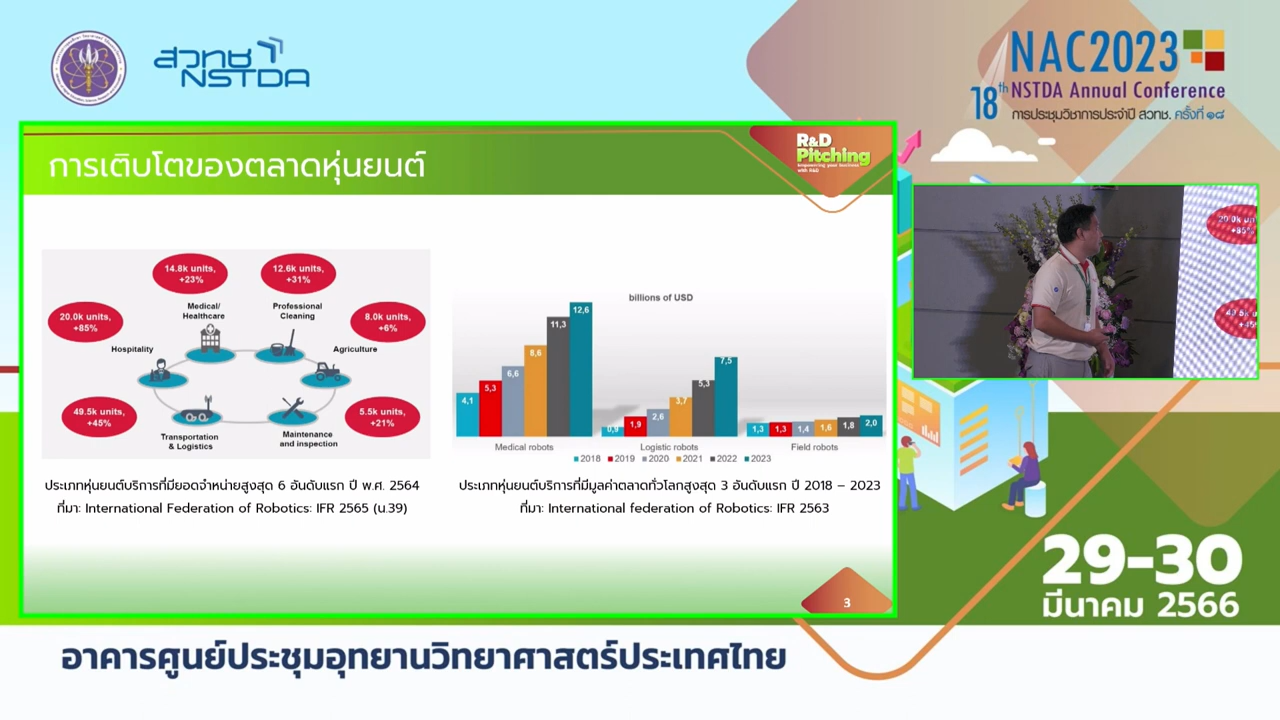 สวทช
NSTDA
NAC2023
18th NSTDA Annual Conference
การประชุมวิชาการประจำปี สวทช. ครั้งที่ ๑๘
การเติบโตของตลาดหุ่นยนต์
R&D
Pitching
14.8k units,
+23%
12.6k units,
+31%
20.0k units,
+85%
Medical/
Healthcare
Professional
Cleaning
8.0k units,
+6%
Hospitality
Agriculture
49.5k units,
+45%
5.5k units,
+21%
Transportation
& Logistics
Maintenance
and inspection
ประเภทหุ่นยนต์บริการที่มียอดจำหน่ายสูงสุด 6 อันดับแรก ปี พ.ศ. 2564
ที่มา: International Federation of Robotics: IFR 2565 (น.39)
billions of USD
4,1 5,3 6,6 8,6 11,3 12,6
0,9 1,9 2,6 3,7 5,3 7,5
1,3 1,3 1,4 1,6 1,8 2,0
Medical robots Logistic robots Field robots
2018 2019 2020 2021 2022 2023
ประเภทหุ่นยนต์บริการที่มีมูลค่าตลาดทั่วโลกสูงสุด 3 อันดับแรก ปี 2018 – 2023
ที่มา: International federation of Robotics: IFR 2563
3
29-30
มีนาคม 2566
อาคารศูนย์ประชุมอุทยานวิทยาศาสตร์ประเทศไทย